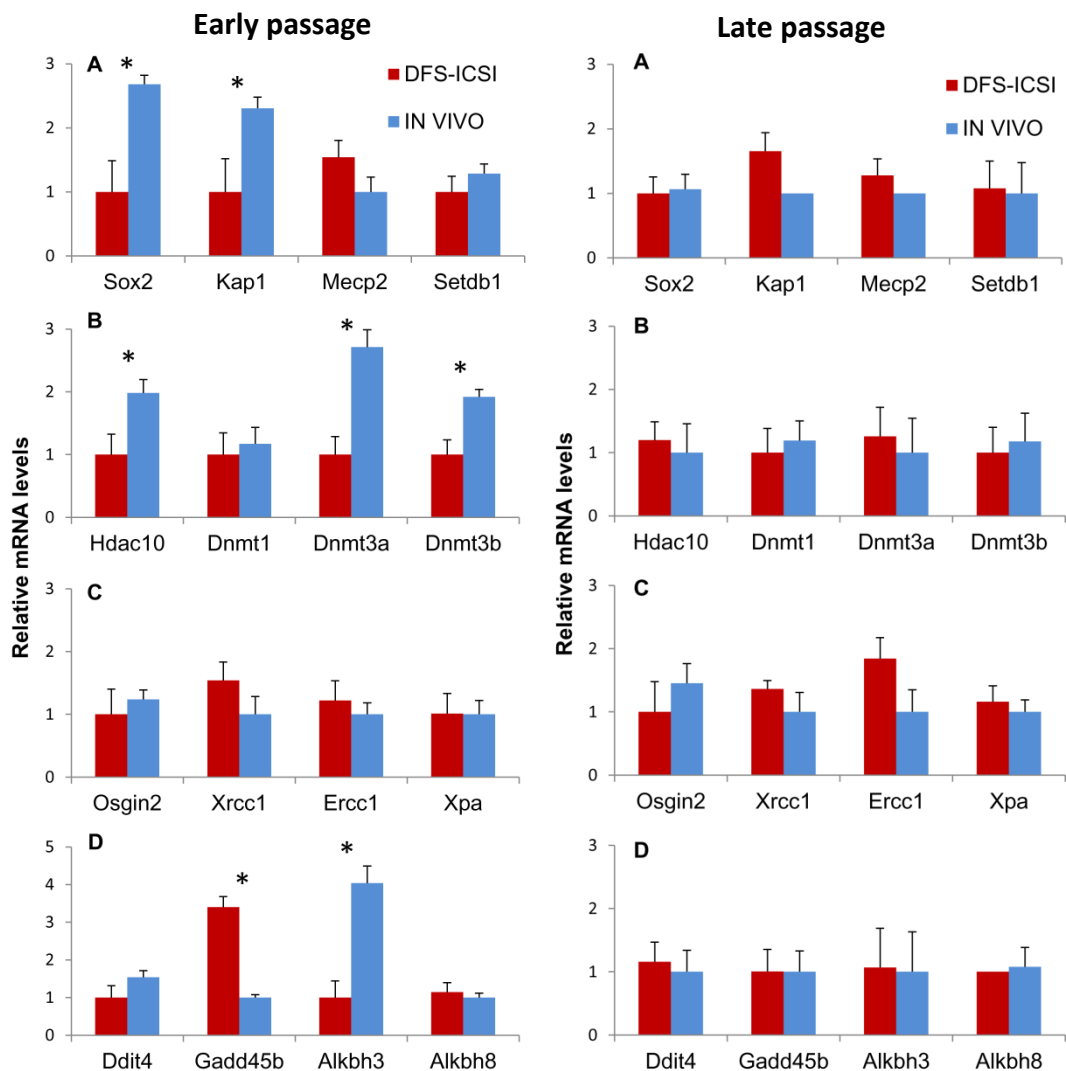 Early passage
Late passage
A
DFS-ICSI
IN VIVO
3
2
1
0
*
*
Sox2 Kap1 Mecp2 Setdb1
A
DFS-ICSI
IN VIVO
3
2
1
0
Sox2 Kap1 Mecp2 Setdb1
Relative mRNA levels
B
3
2
1
0
*
*
*
Hdac10 Dnmt1 Dnmt3a Dnmt3b
Relative mRNA levels
B
3
2
1
0
Hdac10 Dnmt1 Dnmt3a Dnmt3b
C
3
2
1
0
Osgin2 Xrcc1 Ercc1 Xpa
C
3
2
1
0
Osgin2 Xrcc1 Ercc1 Xpa
D
5
4
3
2
1
0
*
*
Ddit4 Gadd45b Alkbh3 Alkbh8
D
3
2
1
0
Ddit4 Gadd45b Alkbh3 Alkbh8